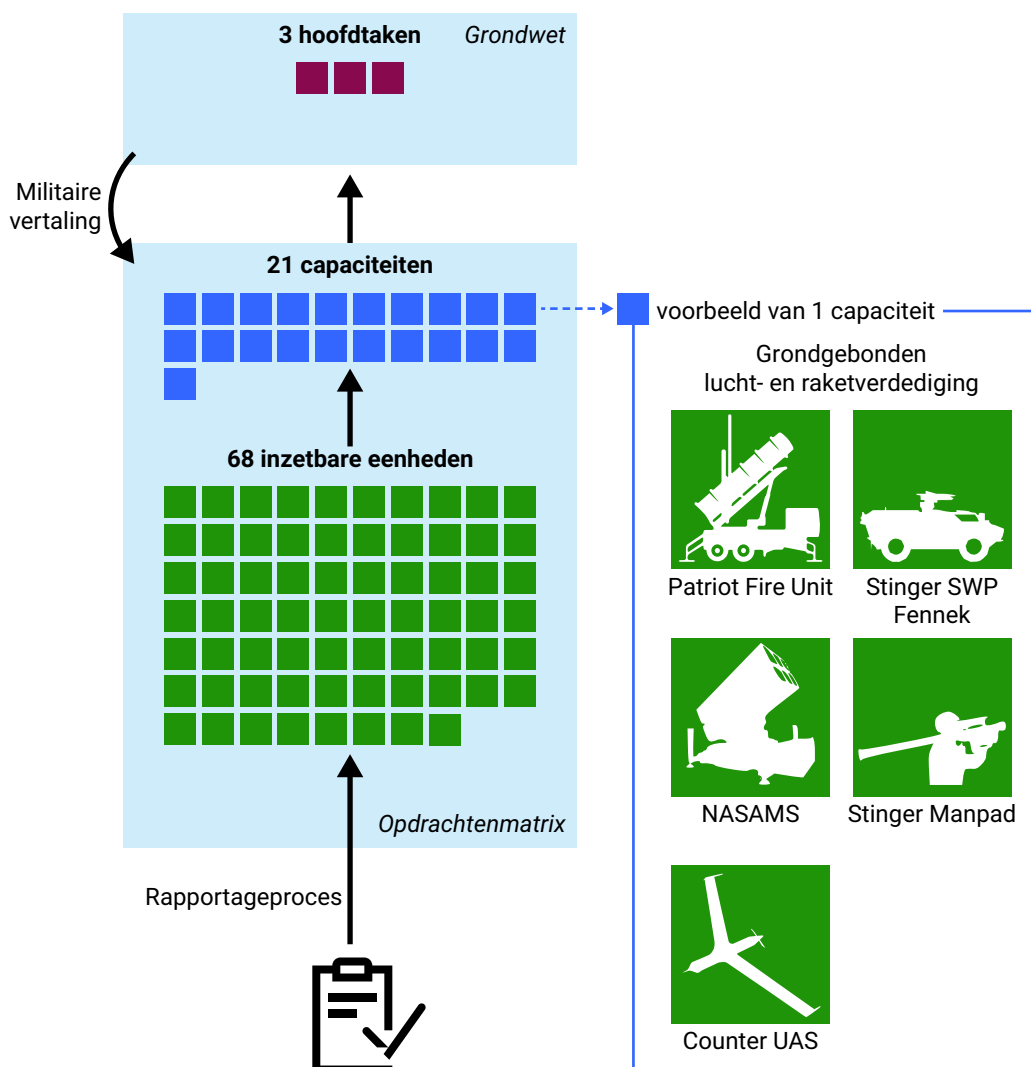 3 hoofdtaken
Grondwet
Militaire
vertaling
21 capaciteiten
voorbeeld van 1 capaciteit
Grondgebonden
lucht- en raketverdediging
68 inzetbare eenheden
Patriot Fire Unit
Stinger SWP
Fennek
NASAMS
Stinger Manpad
Opdrachtenmatrix
Rapportageproces
Counter UAS